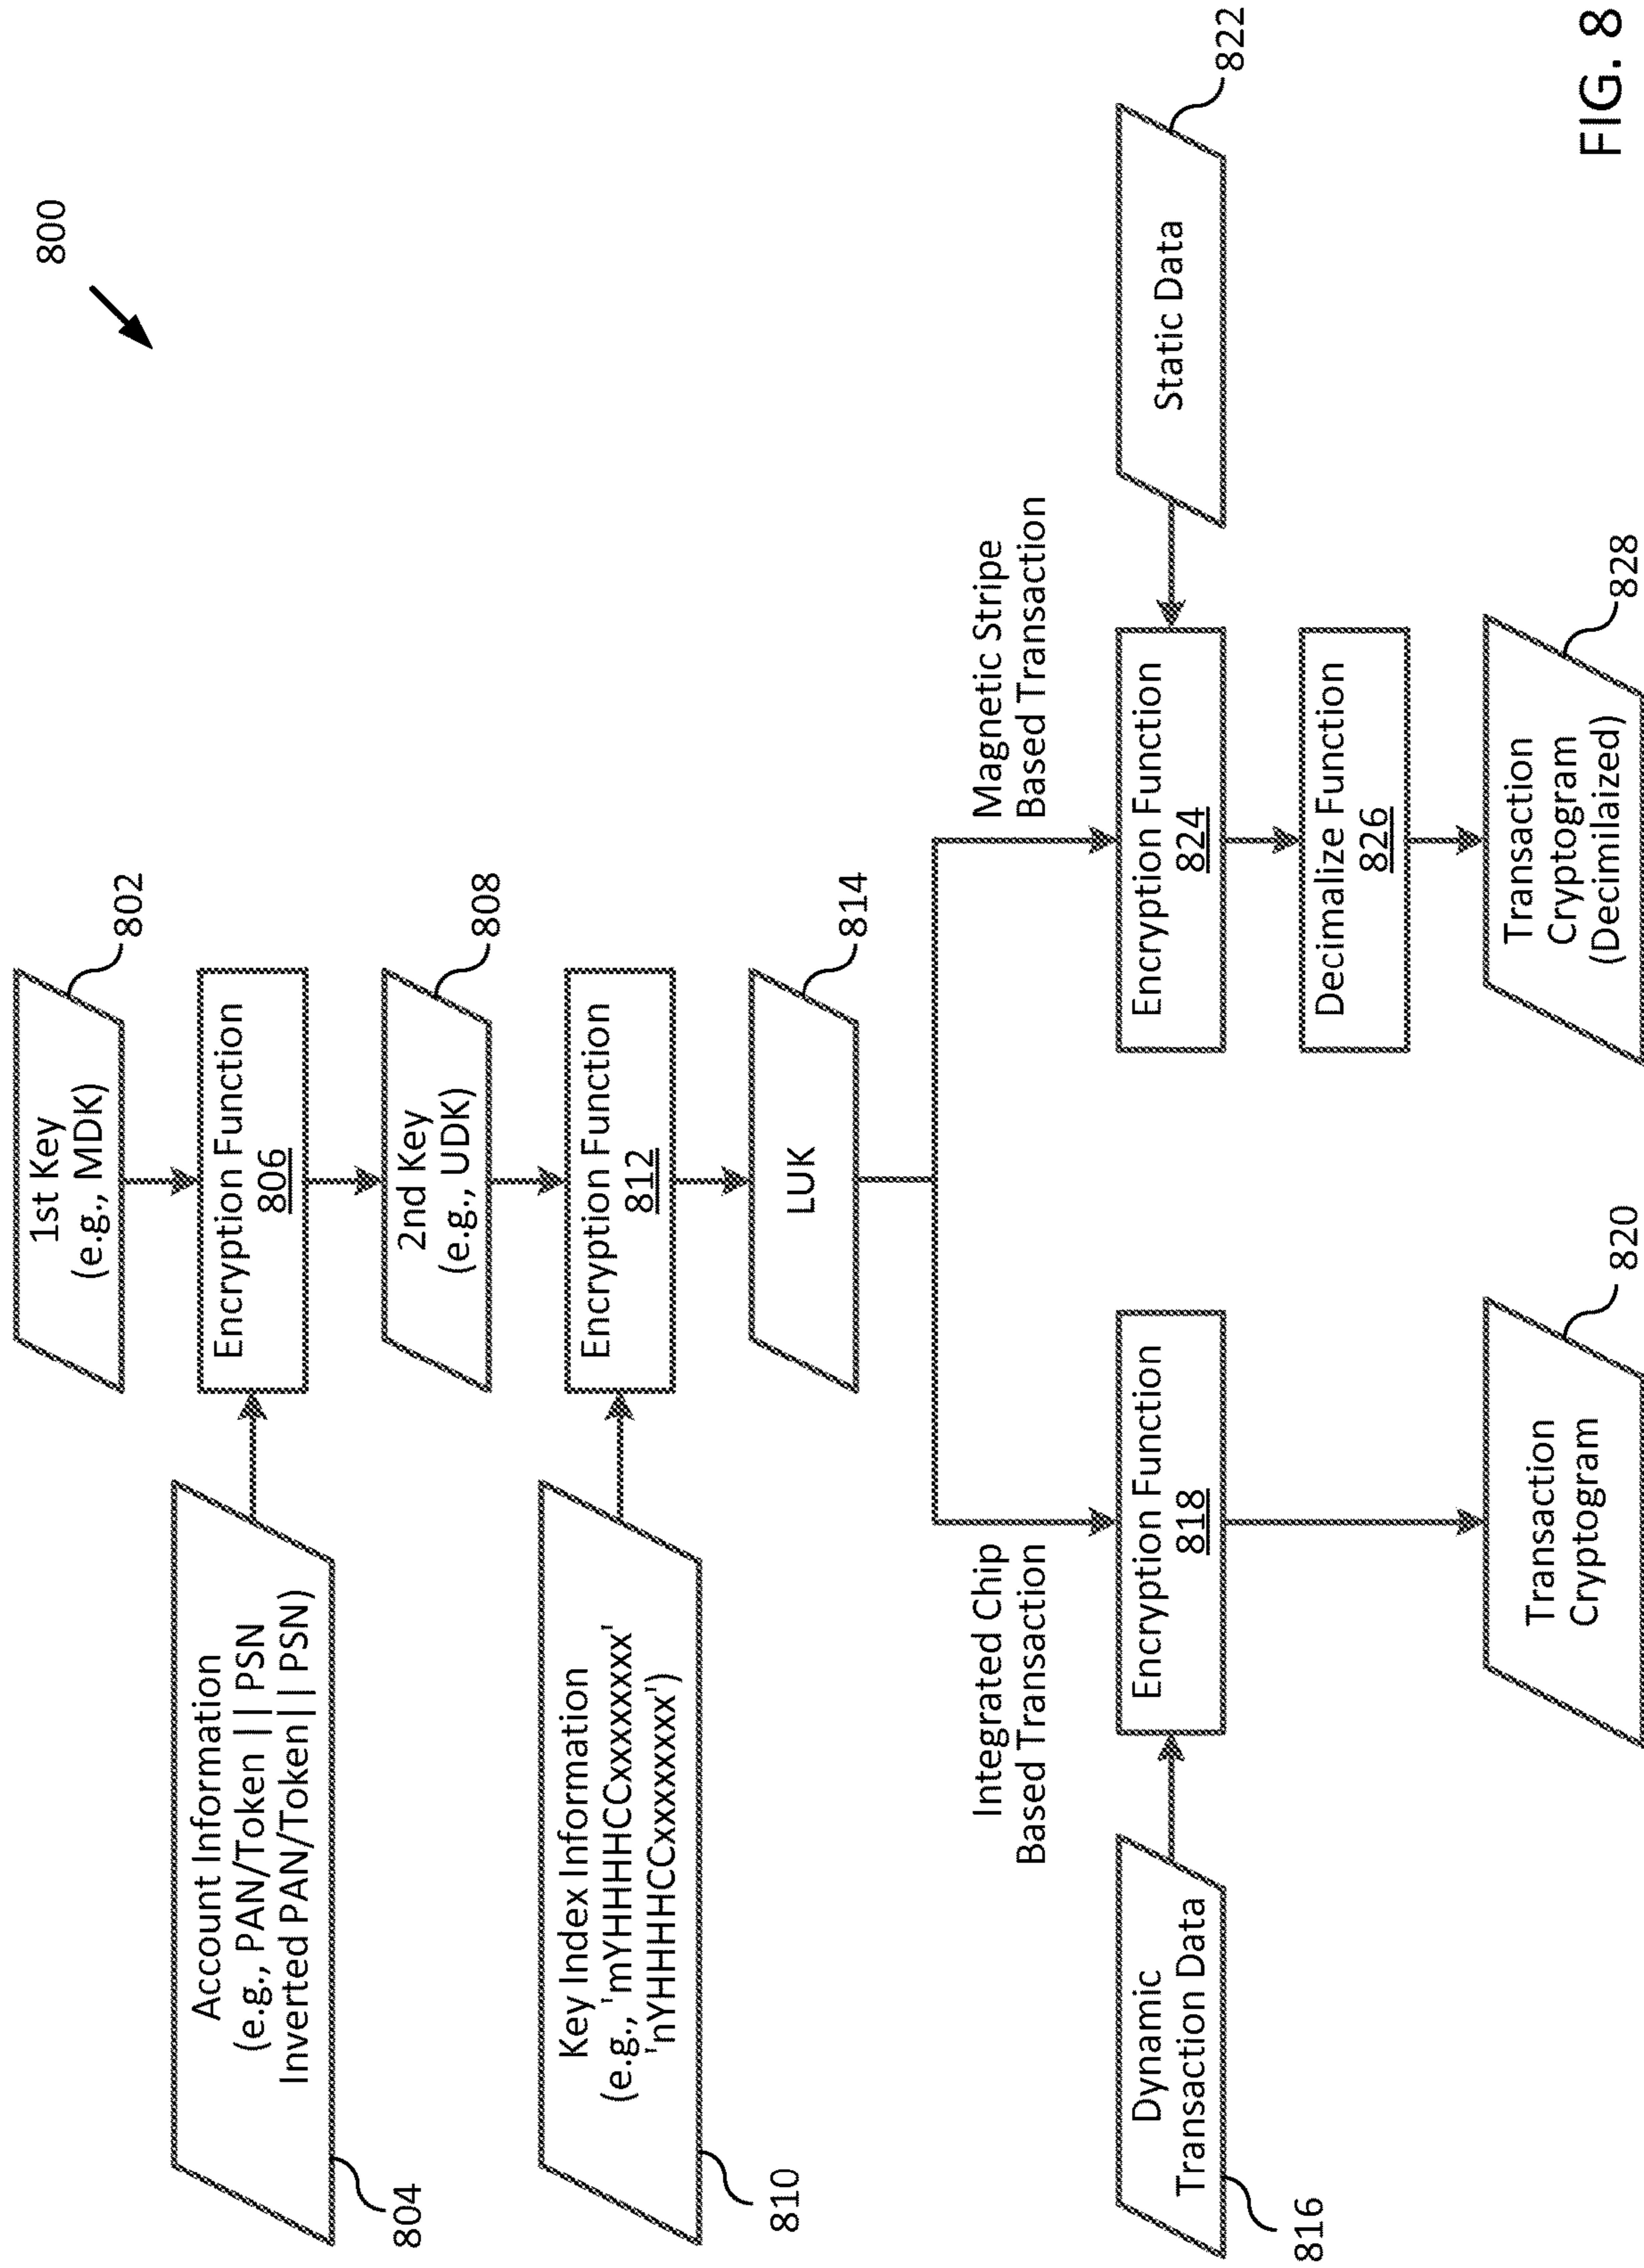 800
1st Key
(e.g., MDK)
802
Account Information
(e.g., PAN/Token || PSN
Inverted PAN/Token|| PSN)
804
Encryption Function
806
2nd Key
(e.g., UDK)
808
Key Index Information
(e.g., 'mYHHHHCCxxxxxxxx'
'nYHHHHCCxxxxxxxx')
810
Encryption Function
812
LUK
814
Integrated Chip
Based Transaction
Magnetic Stripe
Based Transaction
Dynamic
Transaction Data
816
Encryption Function
818
Encryption Function
824
Static Data
822
Decimalize Function
826
Transaction
Cryptogram
820
Transaction
Cryptogram
(Decimilaized)
828
FIG. 8